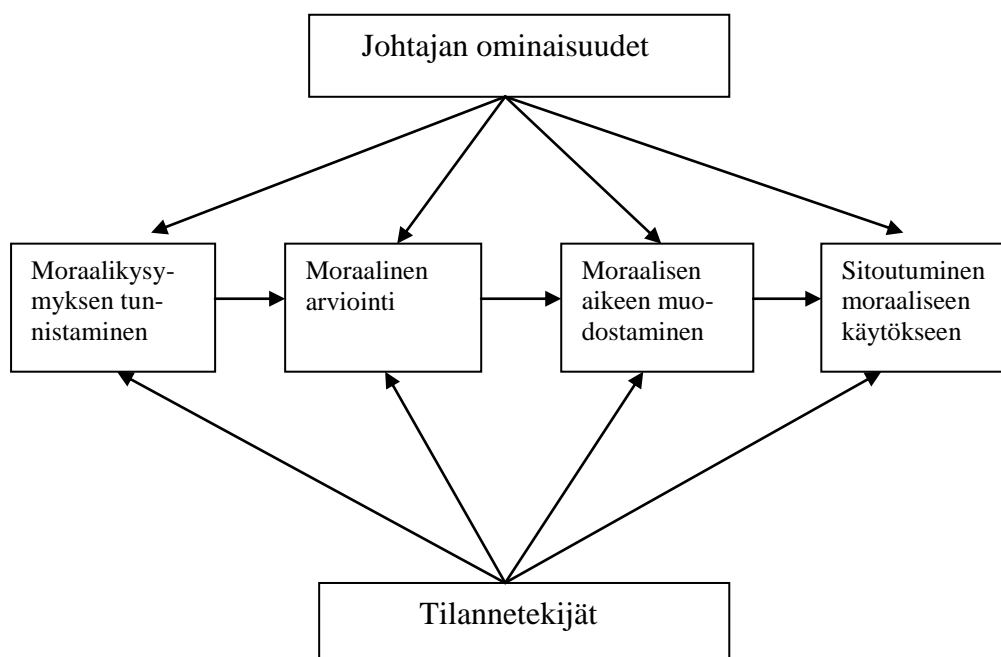 Johtajan ominaisuudet
Moraalikysy-
myksen tun-
nistaminen
Moraalinen
arviointi
Moraalisen
aikeen muo-
dostaminen
Sitoutuminen
moraaliseen
käytökseen
Tilannetekijät